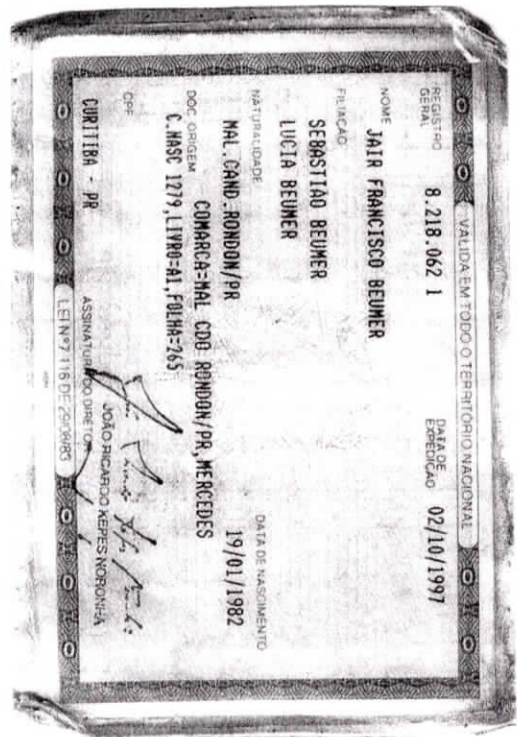 VALIDA EM TODO O TERRITÓRIO NACIONAL
REGISTRO GERAL 8.218.062 1 DATA DE EXPEDIÇÃO 02/10/1997
NOME
JAIR FRANCISCO BEUMER
FILIAÇÃO
SEBASTIAO BEUMER
LUCIA BEUMER
NATURALIDADE DATA DE NASCIMENTO
MAL.CAND.RONDON/PR 19/01/1982
DOC ORIGEM COMARCA=MAL CDO RONDON/PR,MERCEDES
C.NASC 1279,LIVRO=A1,FOLHA=265
CPF
CURITIBA - PR
JOÃO RICARDO KEPES NORONHA
ASSINATURA DO DIRETOR
LEI Nº 7.116 DE 29/08/83